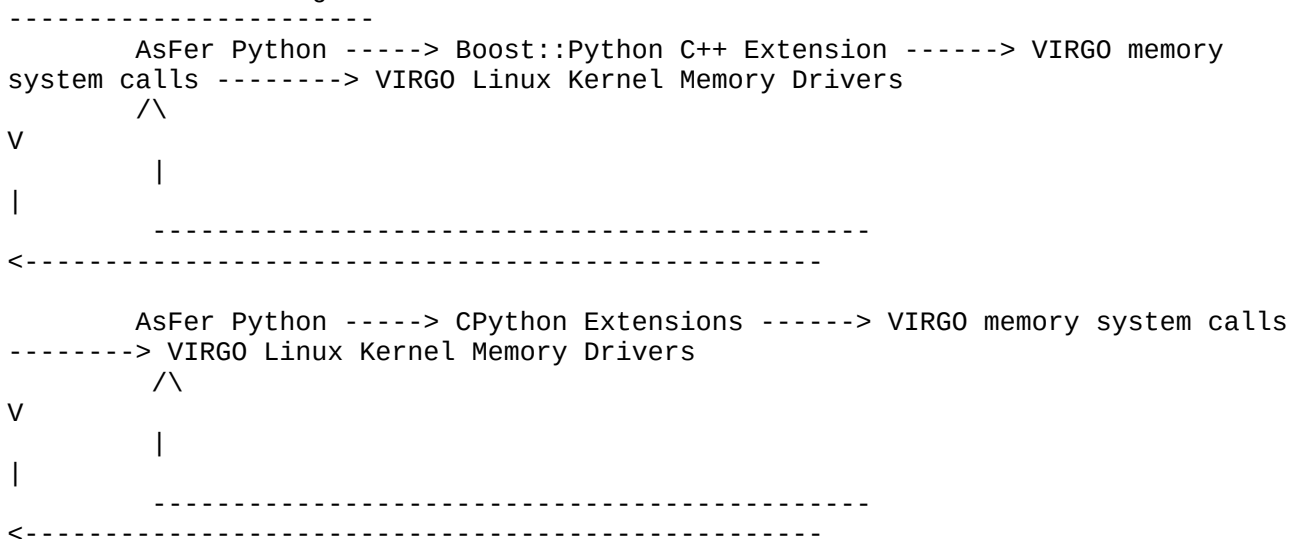 -----------------------
        AsFer Python -----> Boost::Python C++ Extension ------> VIRGO memory
system calls --------> VIRGO Linux Kernel Memory Drivers
        /\
V
         |
|
         ---------------------------------------------
<--------------------------------------------------
        AsFer Python -----> CPython Extensions ------> VIRGO memory system calls
--------> VIRGO Linux Kernel Memory Drivers
         /\
V
         |
|
         ---------------------------------------------
<--------------------------------------------------